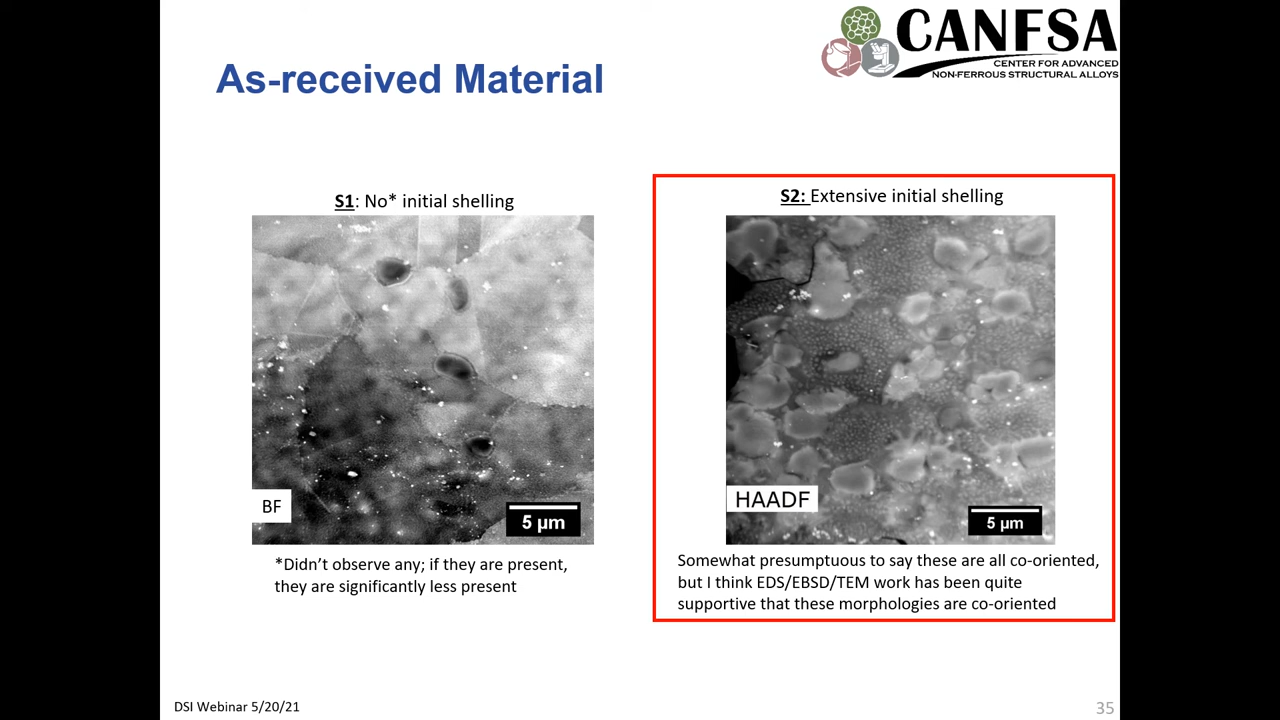 CANFSA
CENTER FOR ADVANCED
NON-FERROUS STRUCTURAL ALLOYS
As-received Material
S1: No* initial shelling
BF
5 µm
*Didn't observe any; if they are present,
they are significantly less present
S2: Extensive initial shelling
HAADF
5 µm
Somewhat presumptuous to say these are all co-oriented,
but I think EDS/EBSD/TEM work has been quite
supportive that these morphologies are co-oriented
DSI Webinar 5/20/21
35